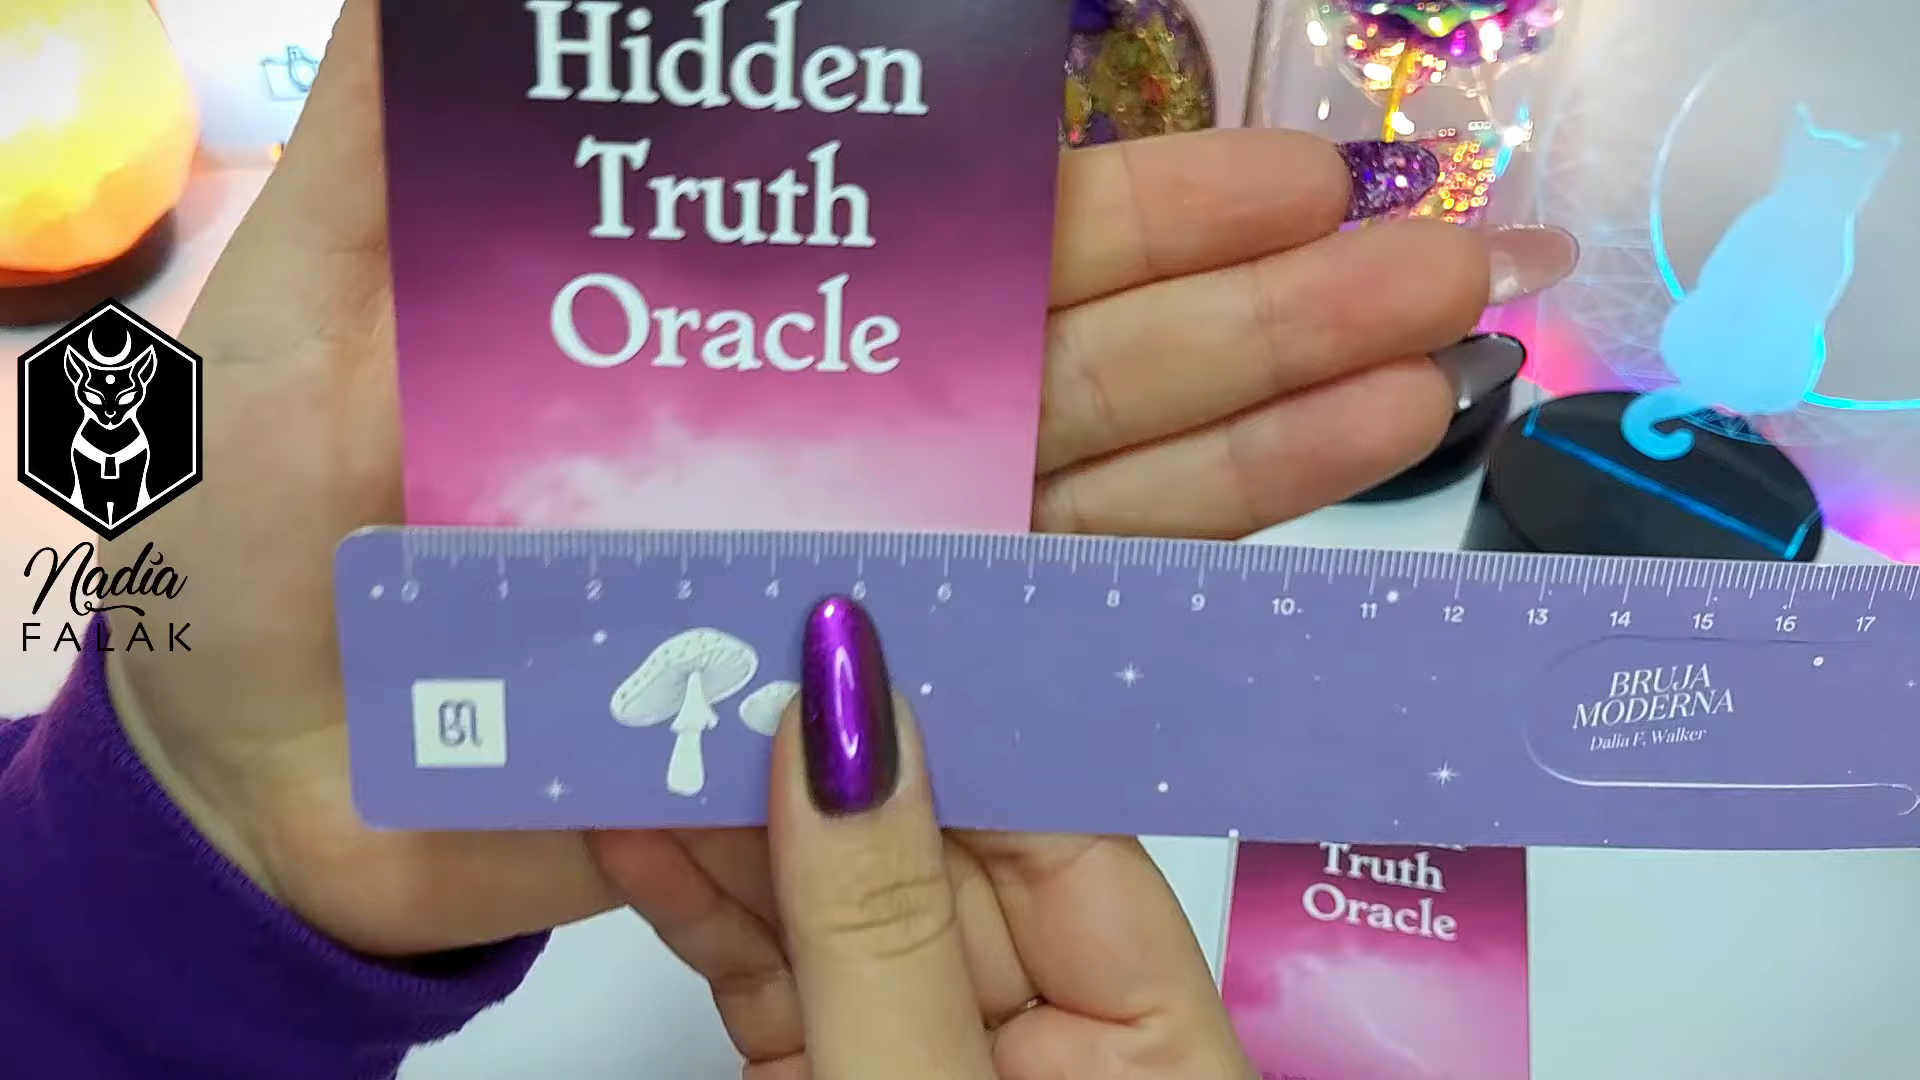 Hidden
Truth
Oracle
Nadia
FALAK
0 1 2 3 4 5 6 7 8 9 10 11 12 13 14 15 16 17
BRUJA
MODERNA
Dalia F. Walker
Truth
Oracle